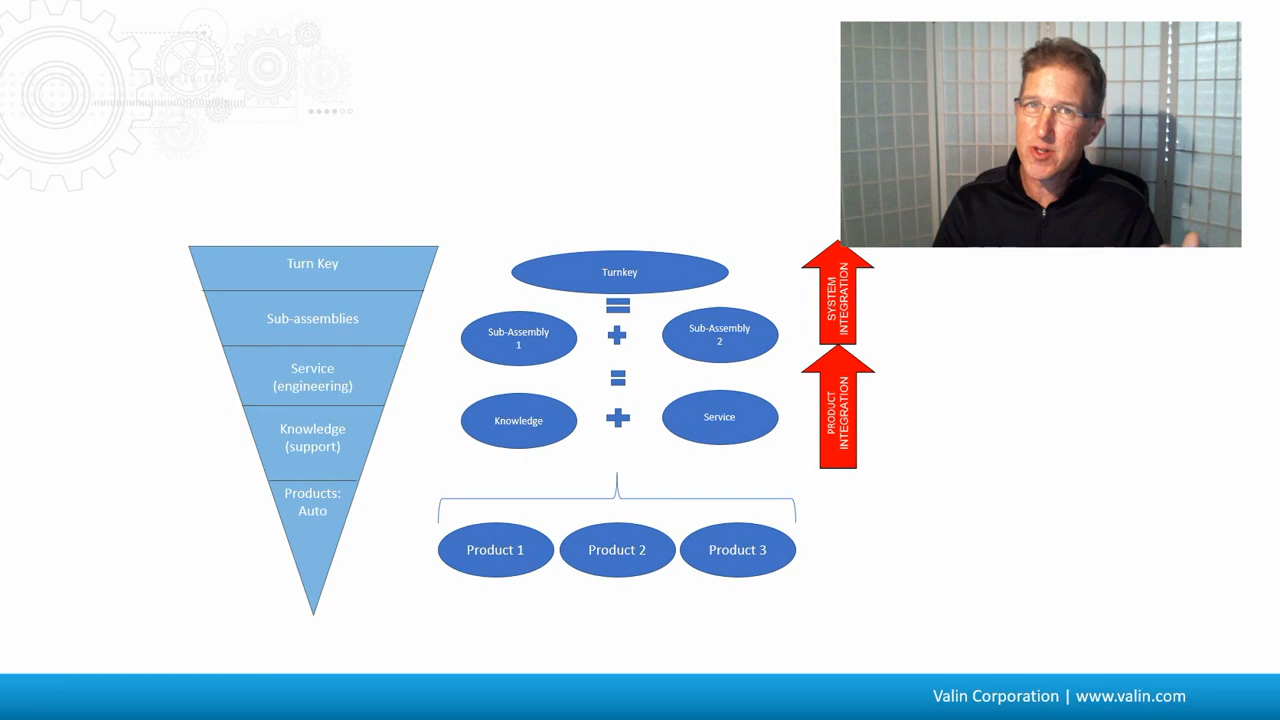 Turn Key
Sub-assemblies
Service
(engineering)
Knowledge
(support)
Products:
Auto
Turnkey
Sub-Assembly
1
Sub-Assembly
2
Knowledge
Service
Product 1
Product 2
Product 3
SYSTEM
INTEGRATION
PRODUCT
INTEGRATION
Valin Corporation | www.valin.com